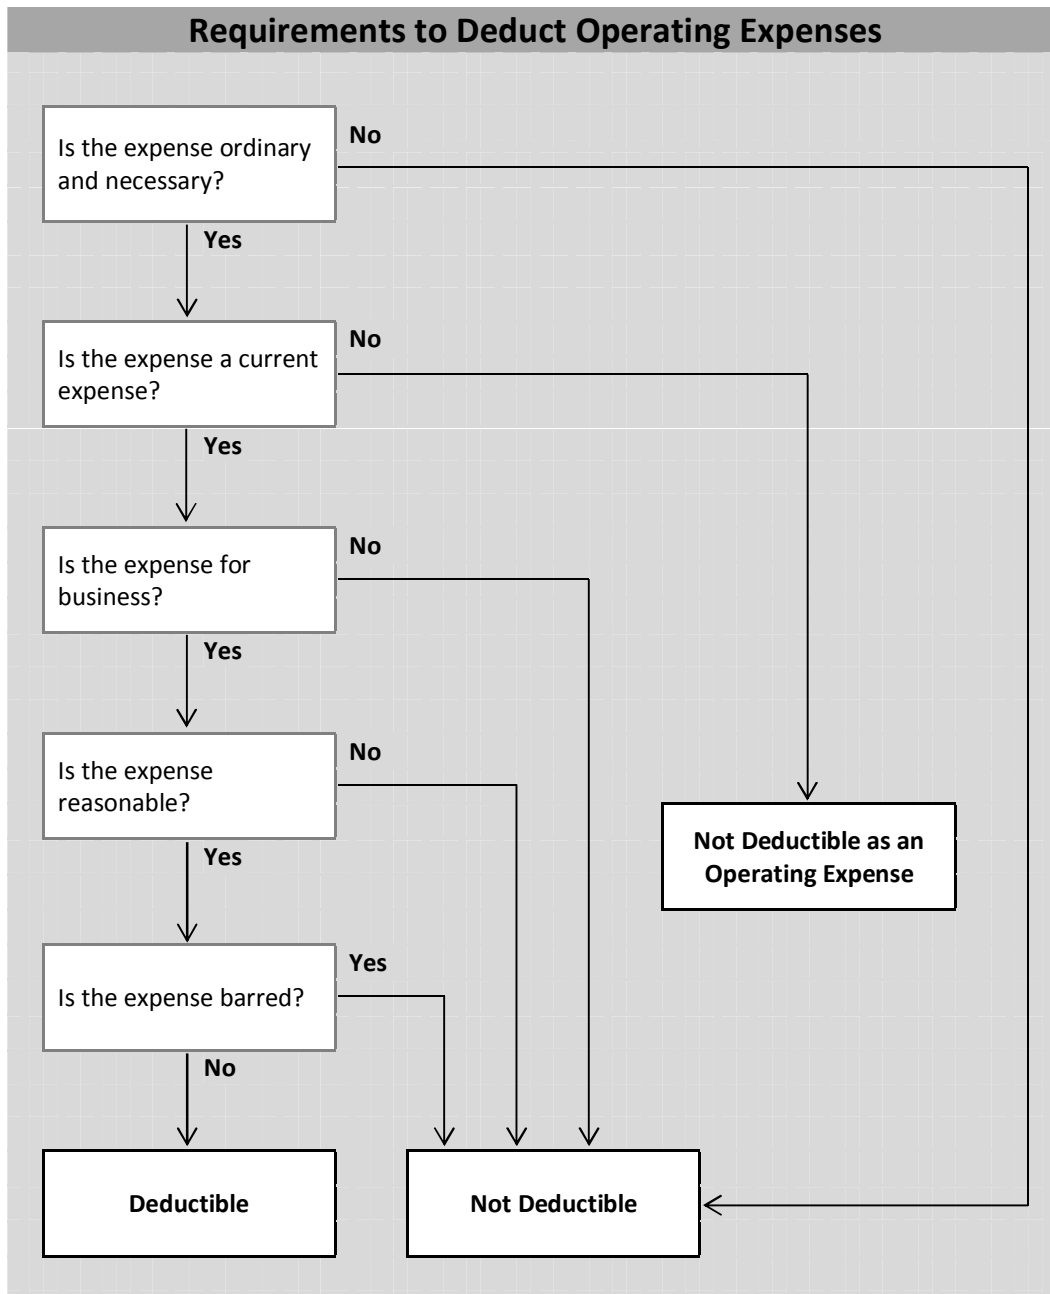 Requirements to Deduct Operating Expenses
Is the expense ordinary
and necessary?
No
Yes
Is the expense a current
expense?
No
Yes
Is the expense for
business?
No
Yes
Is the expense
reasonable?
No
Yes
Not Deductible as an
Operating Expense
Is the expense barred?
Yes
No
Deductible
Not Deductible